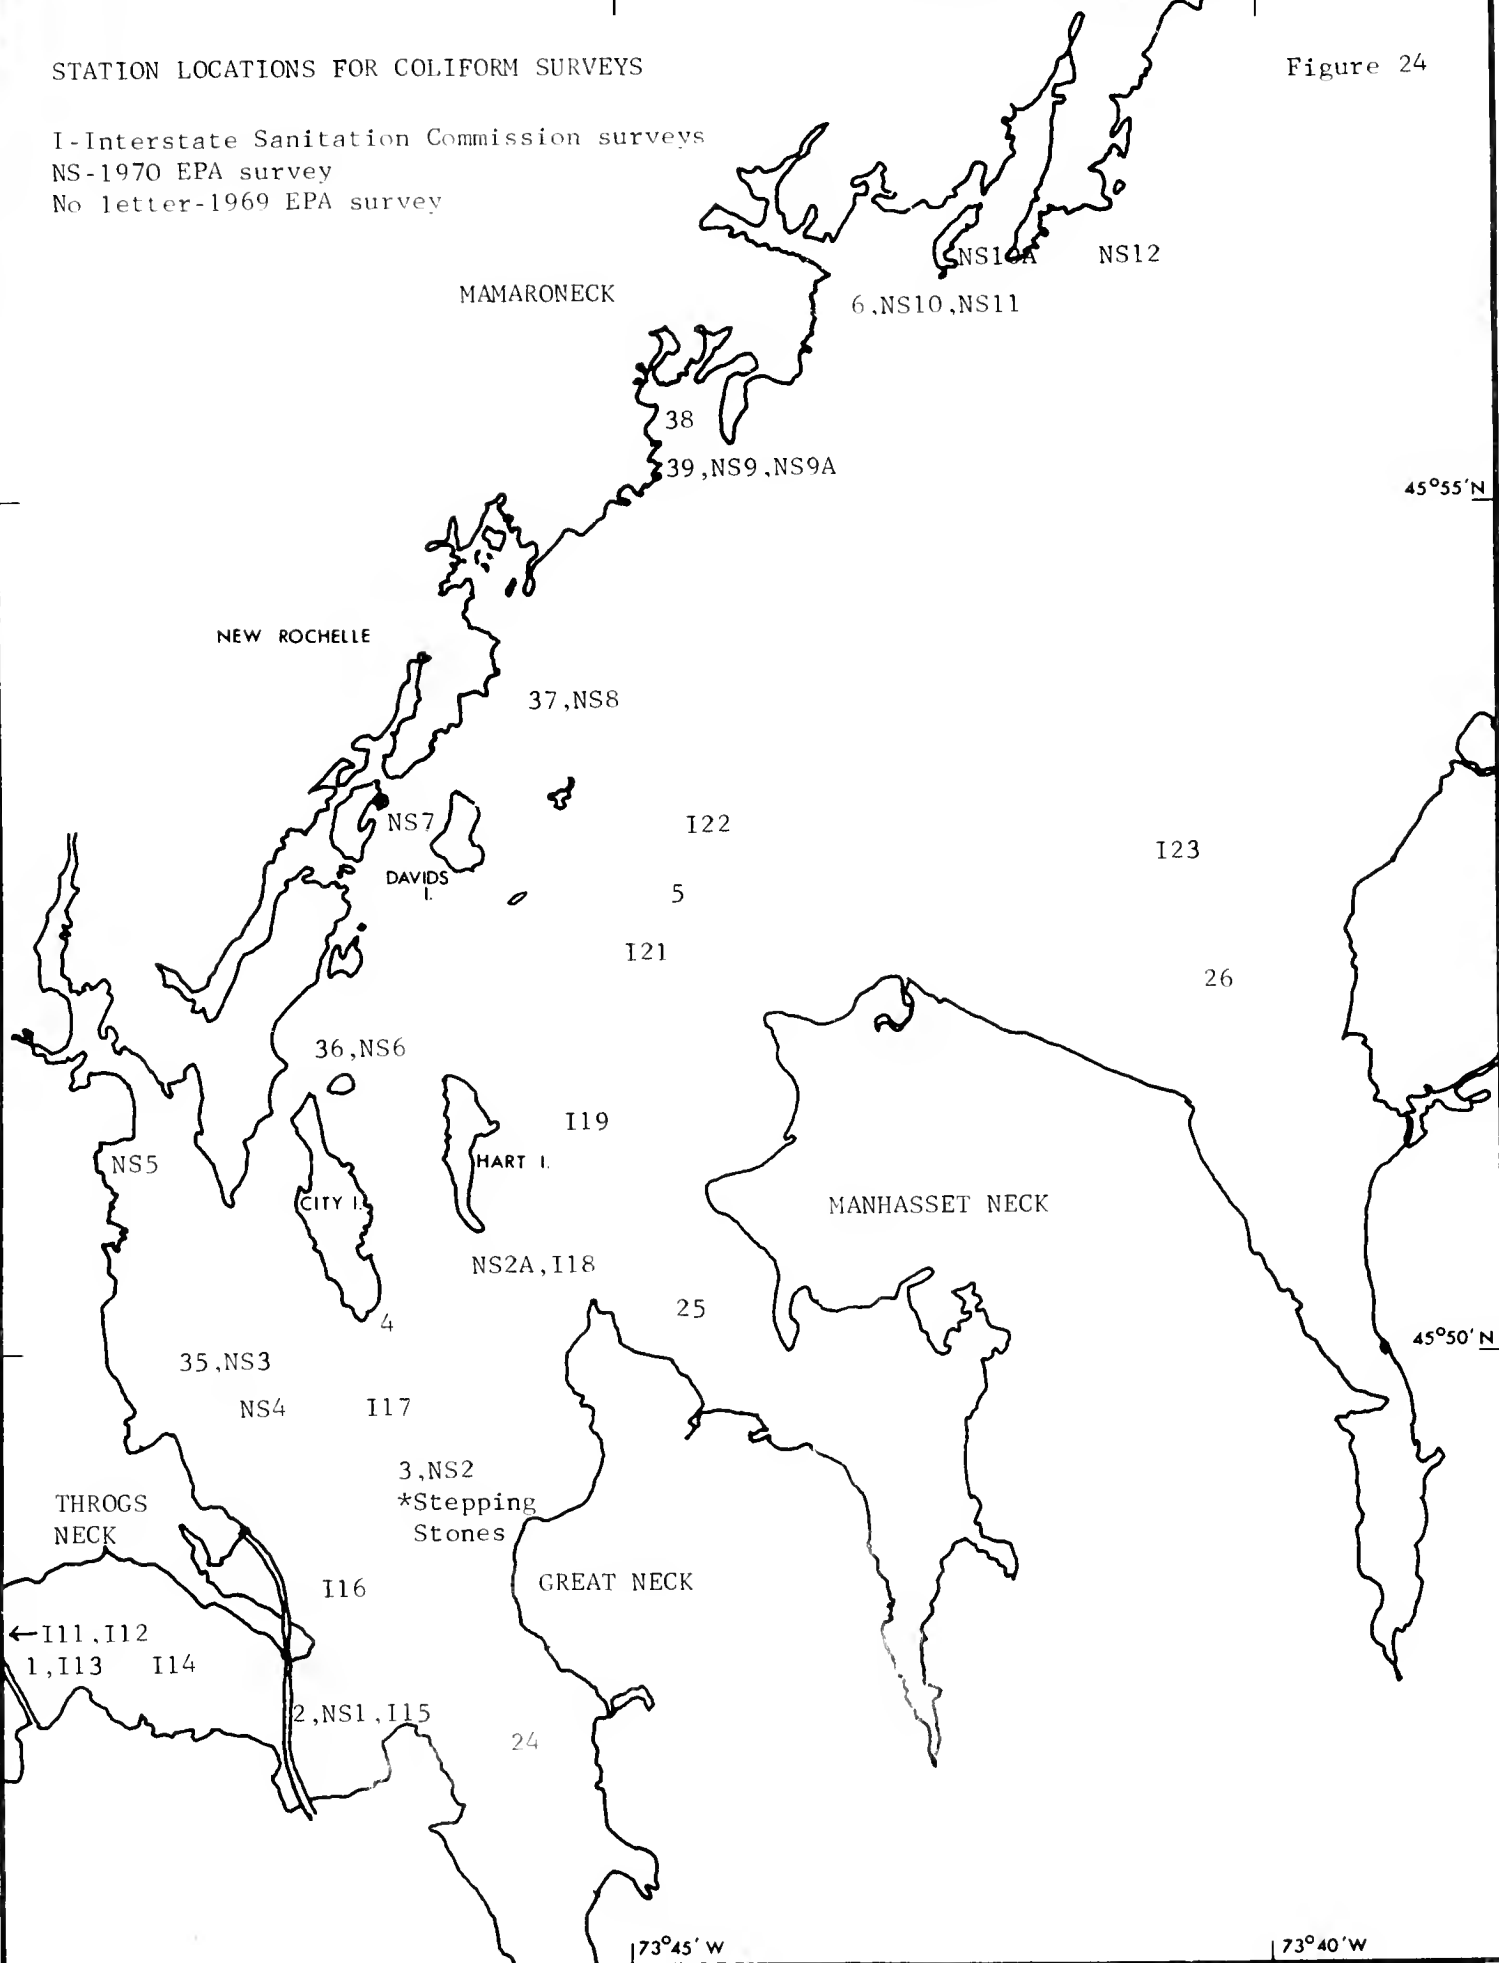 STATION LOCATIONS FOR COLIFORM SURVEYS
Figure 24
I-Interstate Sanitation Commission surveys
NS-1970 EPA survey
No letter-1969 EPA survey
NS10A
NS12
MAMARONECK
6,NS10,NS11
38
39,NS9,NS9A
45°55'N
NEW ROCHELLE
37,NS8
NS7
I22
I23
DAVIDS
I.
5
I21
26
36,NS6
I19
NS5
HART I.
CITY I.
MANHASSET NECK
NS2A,I18
25
4
45°50'N
35,NS3
NS4
I17
3,NS2
*Stepping
Stones
THROGS
NECK
I16
GREAT NECK
←I11,I12
1,I13
I14
2,NS1,I15
24
73°45'W
73°40'W